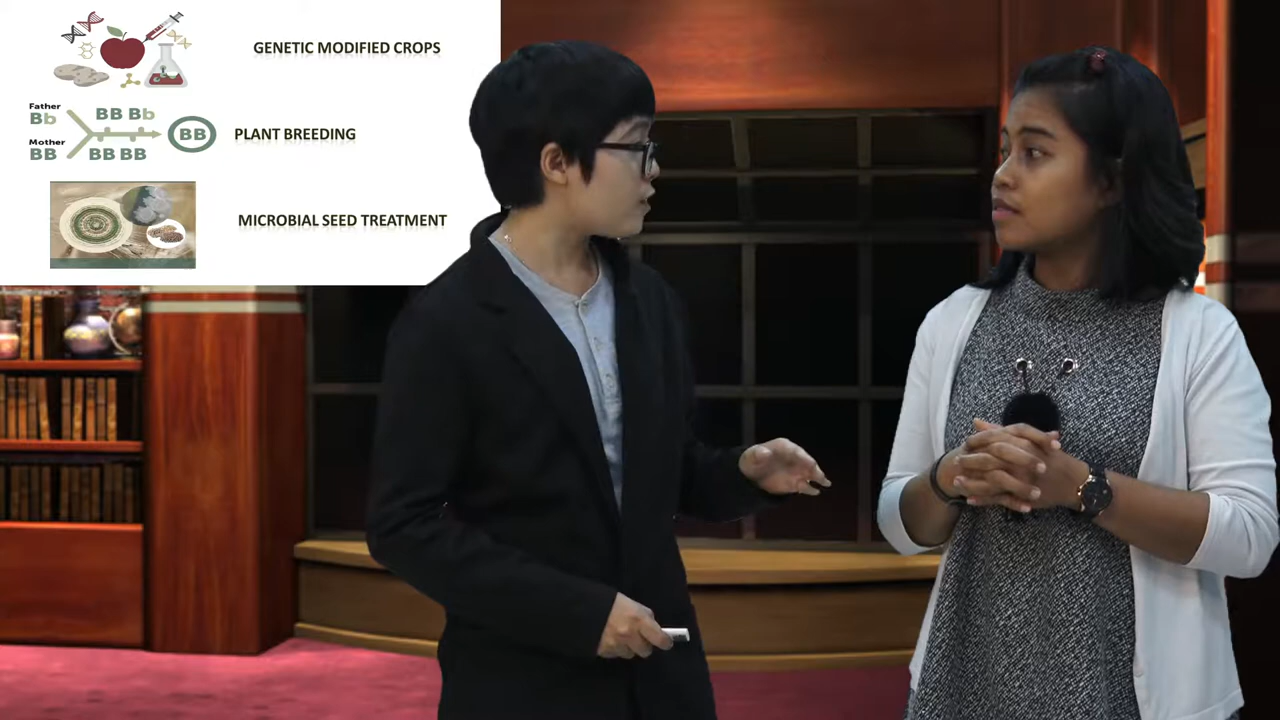 GENETIC MODIFIED CROPS
Father
Bb
BB Bb
BB
PLANT BREEDING
Mother
BB
BB BB
MICROBIAL SEED TREATMENT